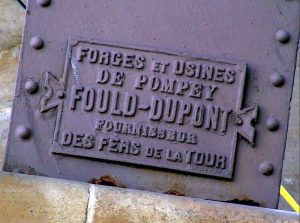 FORGES ET USINES
DE POMPEY
FOULD-DUPONT
FOURNISSEUR
DES FERS DE LA TOUR